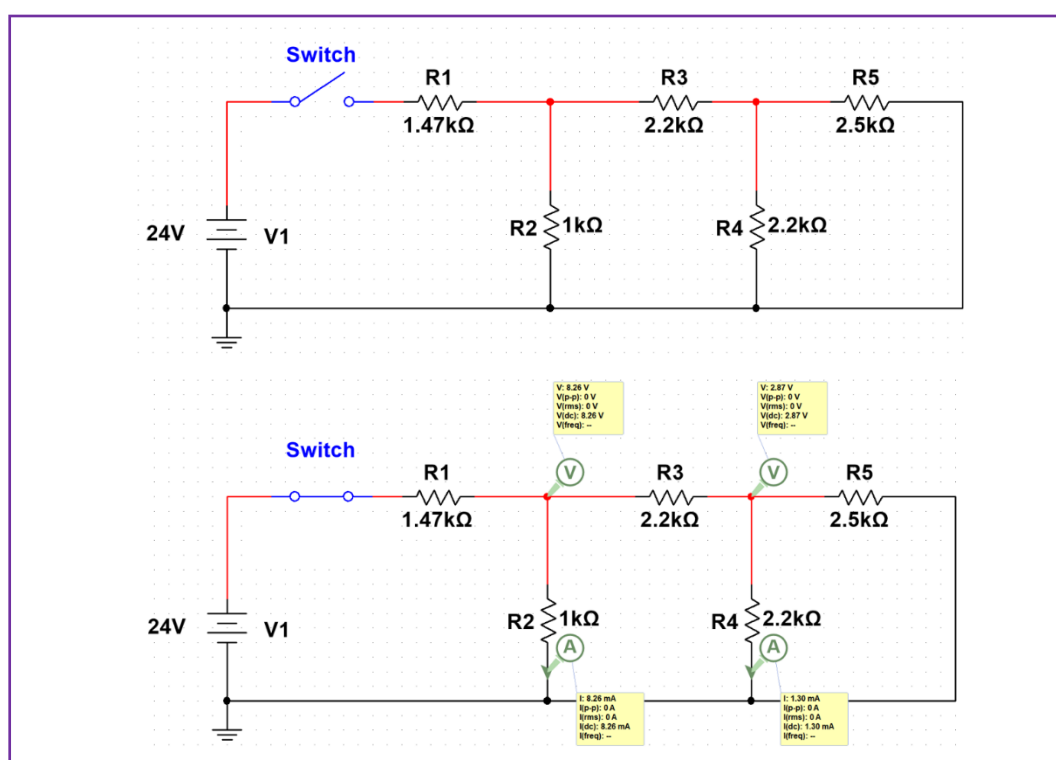 Switch
R1
R3
R5
1.47kΩ
2.2kΩ
2.5kΩ
24V
V1
R2
1kΩ
R4
2.2kΩ
V: 8.26 V
V(p-p): 0 V
V(rms): 0 V
V(dc): 8.26 V
V(freq): --
V: 2.87 V
V(p-p): 0 V
V(rms): 0 V
V(dc): 2.87 V
V(freq): --
Switch
R1
V
R3
V
R5
1.47kΩ
2.2kΩ
2.5kΩ
24V
V1
R2
1kΩ
A
R4
2.2kΩ
A
I: 8.26 mA
I(p-p): 0 A
I(rms): 0 A
I(dc): 8.26 mA
I(freq): --
I: 1.30 mA
I(p-p): 0 A
I(rms): 0 A
I(dc): 1.30 mA
I(freq): --